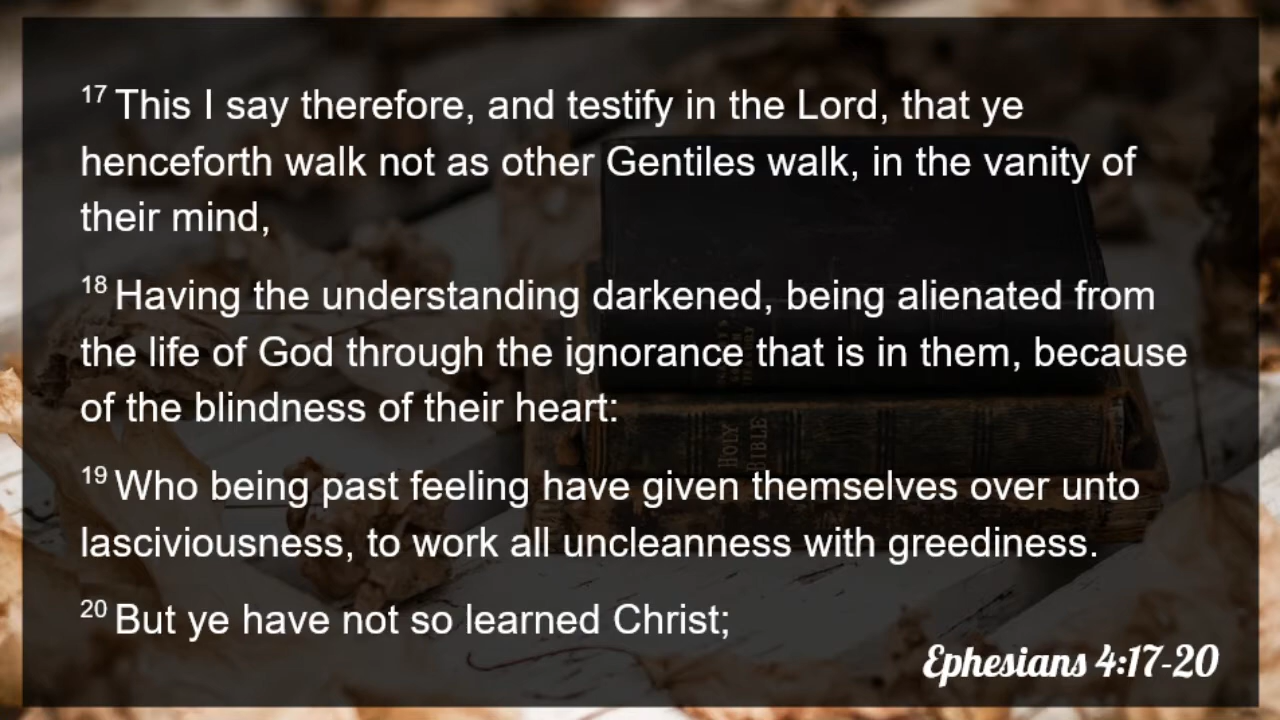 17 This I say therefore, and testify in the Lord, that ye
henceforth walk not as other Gentiles walk, in the vanity of
their mind,
18 Having the understanding darkened, being alienated from
the life of God through the ignorance that is in them, because
of the blindness of their heart:
19 Who being past feeling have given themselves over unto
lasciviousness, to work all uncleanness with greediness.
20 But ye have not so learned Christ;
Ephesians 4:17-20
HOLY
BIBLE